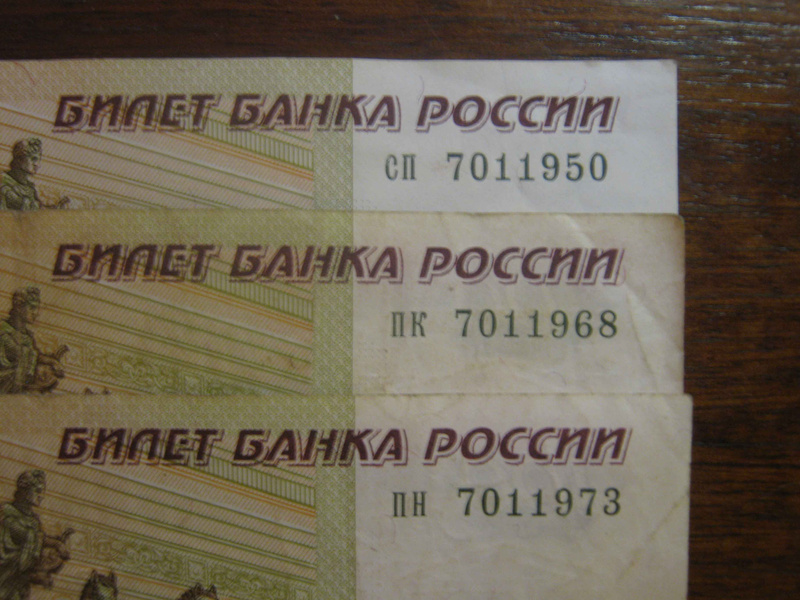 БИЛЕТ БАНКА РОССИИ
СП 7011950
БИЛЕТ БАНКА РОССИИ
ПК 7011968
БИЛЕТ БАНКА РОССИИ
ПН 7011973